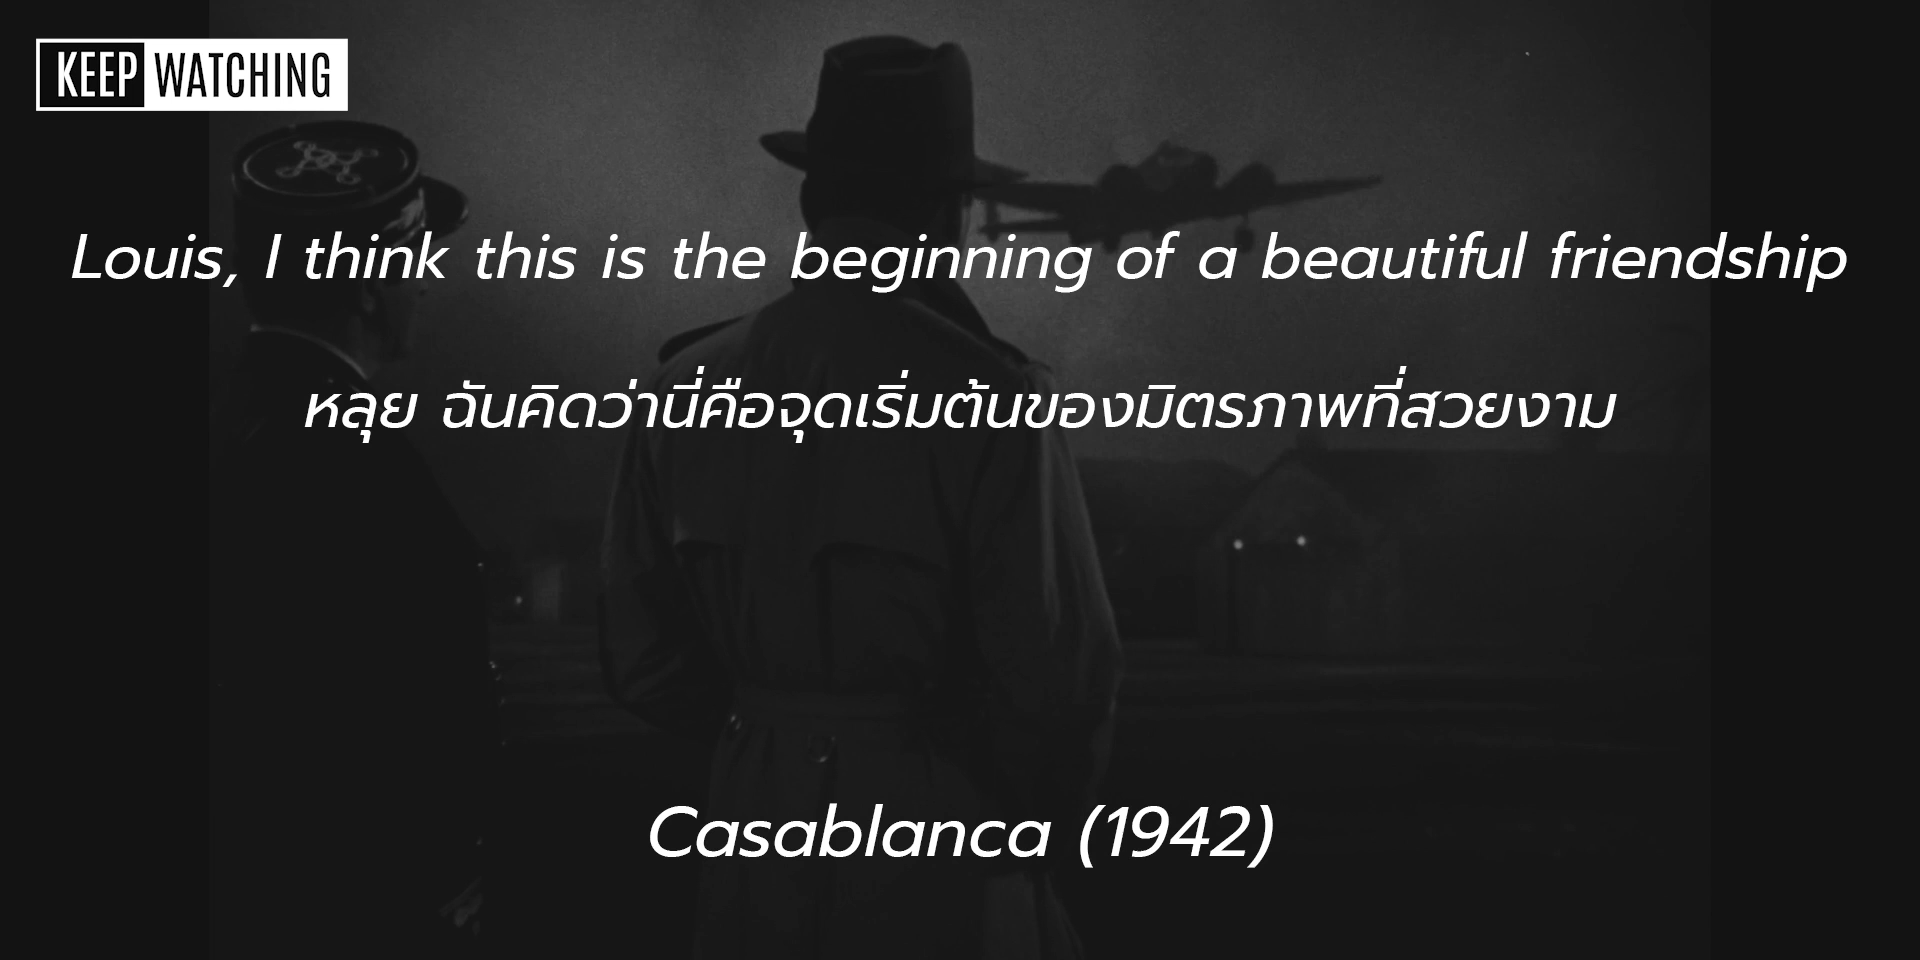 KEEP WATCHING
Louis, I think this is the beginning of a beautiful friendship
หลุย ฉันคิดว่านี่คือจุดเริ่มต้นของมิตรภาพที่สวยงาม
Casablanca (1942)